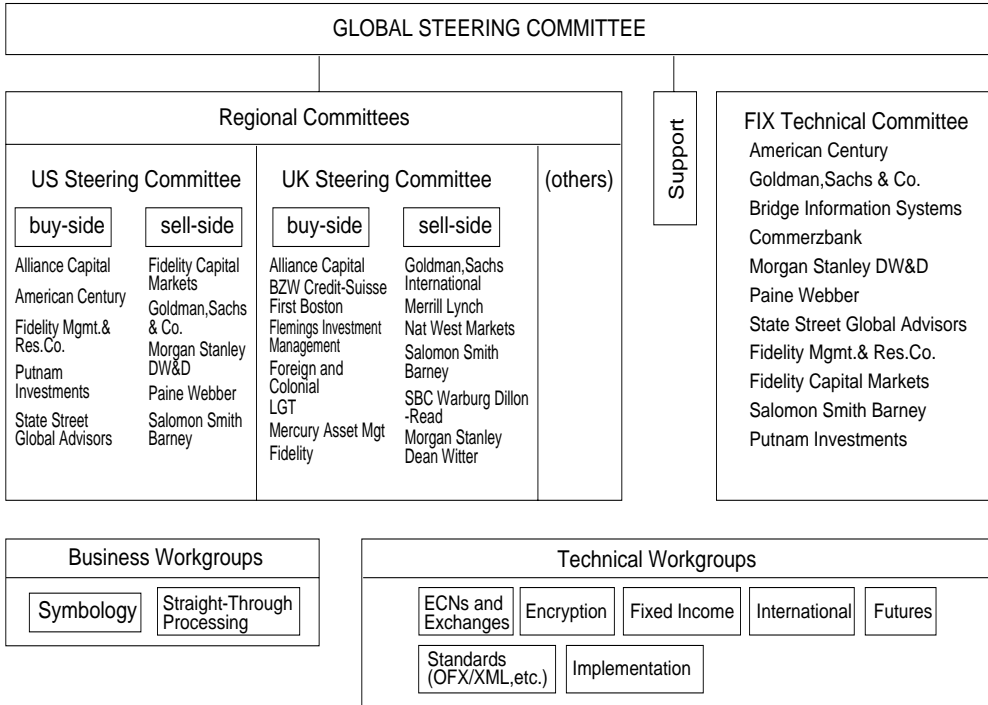 GLOBAL STEERING COMMITTEE
Regional Committees
US Steering Committee
buy-side
Alliance Capital
American Century
Fidelity Mgmt.&
Res.Co.
Putnam
Investments
State Street
Global Advisors
sell-side
Fidelity Capital
Markets
Goldman,Sachs
& Co.
Morgan Stanley
DW&D
Paine Webber
Salomon Smith
Barney
UK Steering Committee
buy-side
Alliance Capital
BZW Credit-Suisse
First Boston
Flemings Investment
Management
Foreign and
Colonial
LGT
Mercury Asset Mgt
Fidelity
sell-side
Goldman,Sachs
International
Merrill Lynch
Nat West Markets
Salomon Smith
Barney
SBC Warburg Dillon
-Read
Morgan Stanley
Dean Witter
(others)
Support
FIX Technical Committee
American Century
Goldman,Sachs & Co.
Bridge Information Systems
Commerzbank
Morgan Stanley DW&D
Paine Webber
State Street Global Advisors
Fidelity Mgmt.& Res.Co.
Fidelity Capital Markets
Salomon Smith Barney
Putnam Investments
Business Workgroups
Symbology
Straight-Through
Processing
Technical Workgroups
ECNs and
Exchanges
Encryption
Fixed Income
International
Futures
Standards
(OFX/XML,etc.)
Implementation